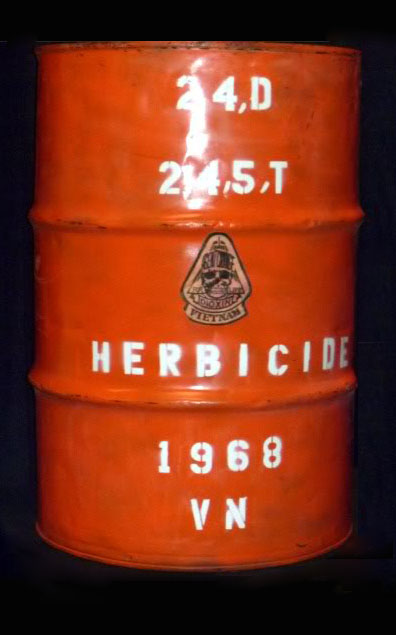 2,4,D
2,4,5,T
VIETNAM
HERBICIDE
1968
VN